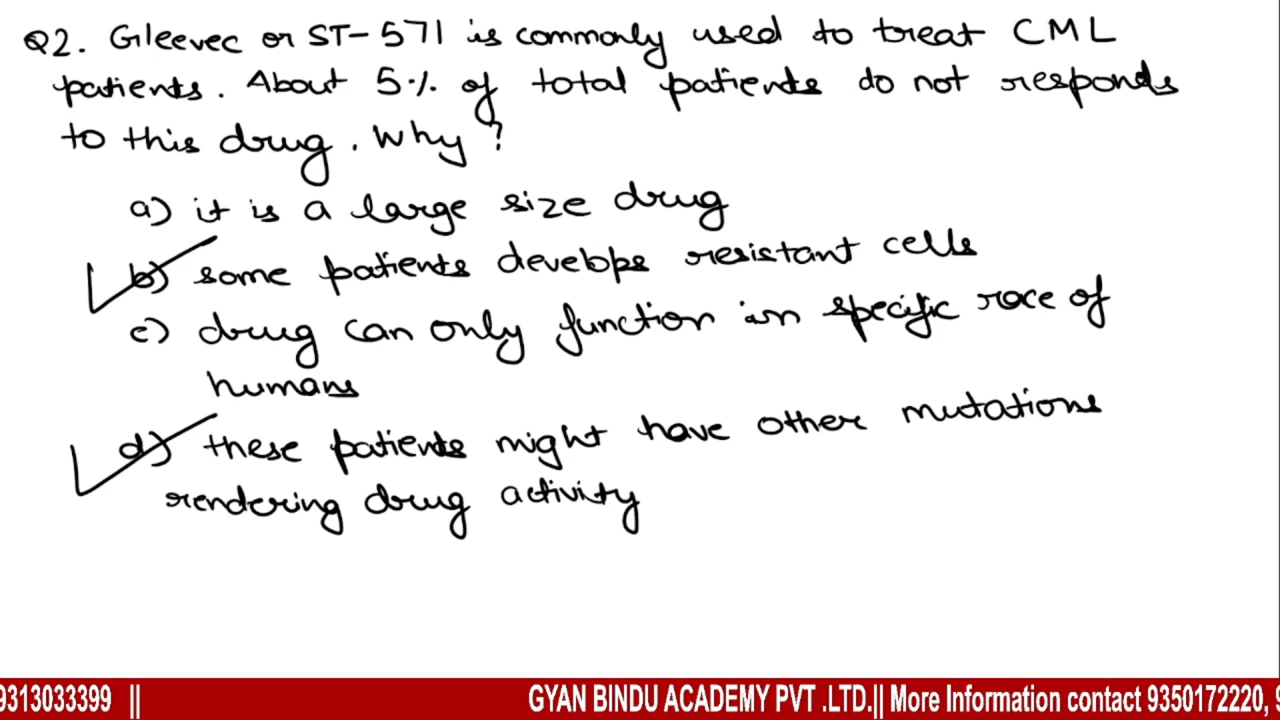 Q2. Gleevec or ST-571 is commonly used to treat CML
patients. About 5% of total patients do not responds
to this drug. Why ?
a) it is a large size drug
b) some patients develops resistant cells
c) drug can only function in specific race of
humans
d) these patients might have other mutations
rendering drug activity
9313033399 || GYAN BINDU ACADEMY PVT .LTD.|| More Information contact 9350172220, 9